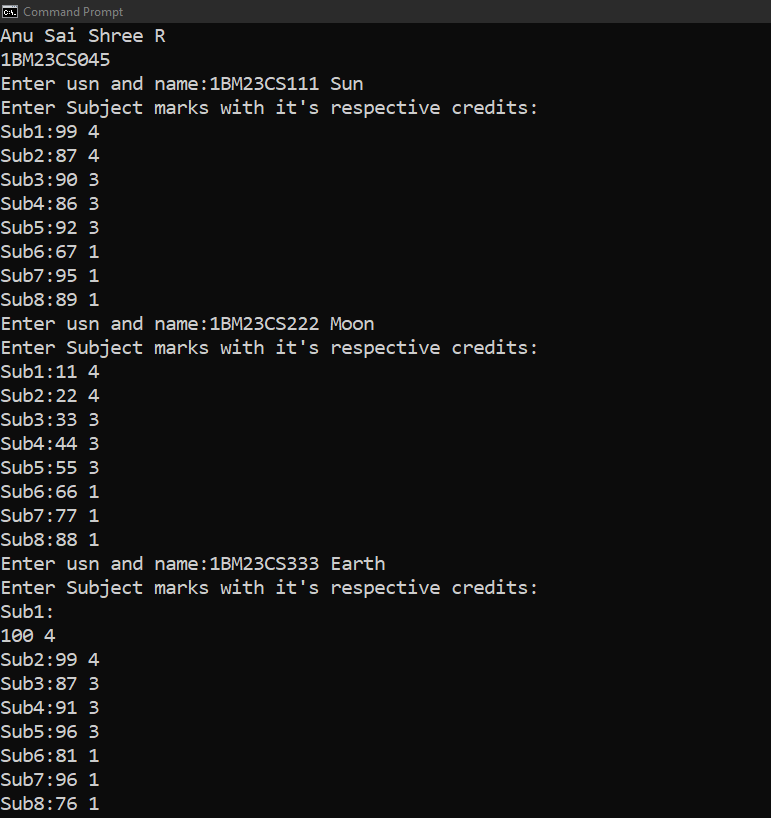 Command Prompt
Anu Sai Shree R
1BM23CS045
Enter usn and name:1BM23CS111 Sun
Enter Subject marks with it's respective credits:
Sub1:99 4
Sub2:87 4
Sub3:90 3
Sub4:86 3
Sub5:92 3
Sub6:67 1
Sub7:95 1
Sub8:89 1
Enter usn and name:1BM23CS222 Moon
Enter Subject marks with it's respective credits:
Sub1:11 4
Sub2:22 4
Sub3:33 3
Sub4:44 3
Sub5:55 3
Sub6:66 1
Sub7:77 1
Sub8:88 1
Enter usn and name:1BM23CS333 Earth
Enter Subject marks with it's respective credits:
Sub1:
100 4
Sub2:99 4
Sub3:87 3
Sub4:91 3
Sub5:96 3
Sub6:81 1
Sub7:96 1
Sub8:76 1